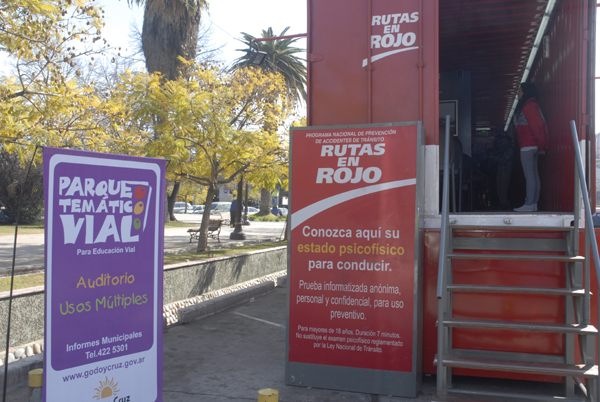 PARQUE
TEMÁTICO
VIAL
Para Educación Vial
Auditorio
Usos Múltiples
Informes Municipales
Tel.422 5301
www.godoycruz.gov.ar
godoy
Cruz
RUTAS
EN
ROJO
PROGRAMA NACIONAL DE PREVENCIÓN
DE ACCIDENTES DE TRÁNSITO
RUTAS
EN
ROJO
Conozca aquí su
estado psicofísico
para conducir.
Prueba informatizada anónima,
personal y confidencial, para uso
preventivo.
Para mayores de 18 años. Duración 7 minutos.
No sustituye el examen psicofísico reglamentado
por la Ley Nacional de Tránsito.